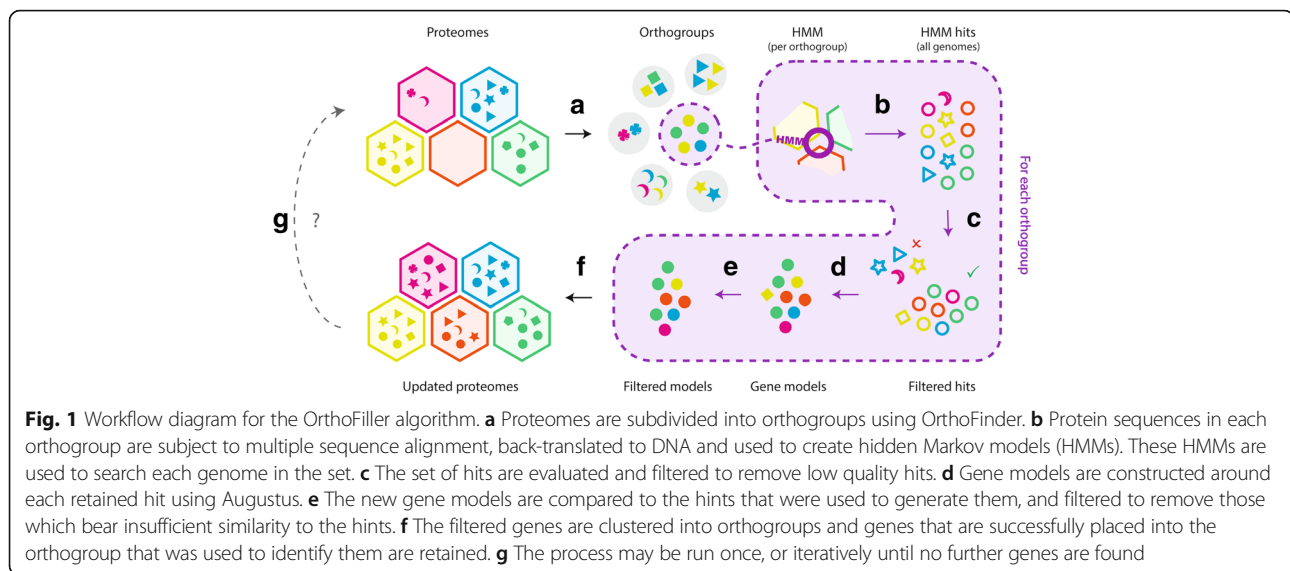 Proteomes
Orthogroups
HMM
(per orthogroup)
HMM hits
(all genomes)
a
b
HMM
For each orthogroup
c
g
?
x
✓
f
e
d
Updated proteomes
Filtered models
Gene models
Filtered hits
Fig. 1 Workflow diagram for the OrthoFiller algorithm. a Proteomes are subdivided into orthogroups using OrthoFinder. b Protein sequences in each
orthogroup are subject to multiple sequence alignment, back-translated to DNA and used to create hidden Markov models (HMMs). These HMMs are
used to search each genome in the set. c The set of hits are evaluated and filtered to remove low quality hits. d Gene models are constructed around
each retained hit using Augustus. e The new gene models are compared to the hints that were used to generate them, and filtered to remove those
which bear insufficient similarity to the hints. f The filtered genes are clustered into orthogroups and genes that are successfully placed into the
orthogroup that was used to identify them are retained. g The process may be run once, or iteratively until no further genes are found